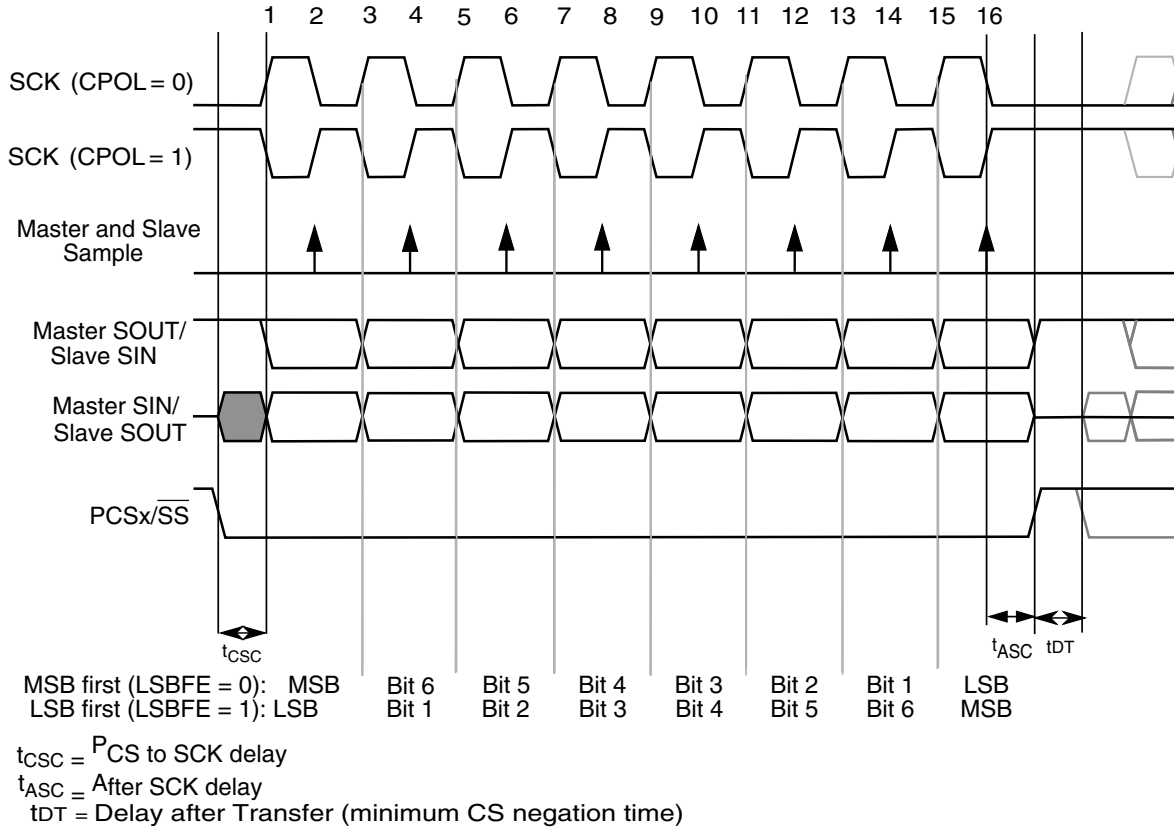 1 2 3 4 5 6 7 8 9 10 11 12 13 14 15 16
SCK (CPOL = 0)
SCK (CPOL = 1)
Master and Slave
Sample
Master SOUT/
Slave SIN
Master SIN/
Slave SOUT
PCSx/SS
tCSC
tASC
tDT
MSB first (LSBFE = 0): MSB Bit 6 Bit 5 Bit 4 Bit 3 Bit 2 Bit 1 LSB
LSB first (LSBFE = 1): LSB Bit 1 Bit 2 Bit 3 Bit 4 Bit 5 Bit 6 MSB
tCSC = PCS to SCK delay
tASC = After SCK delay
tDT = Delay after Transfer (minimum CS negation time)